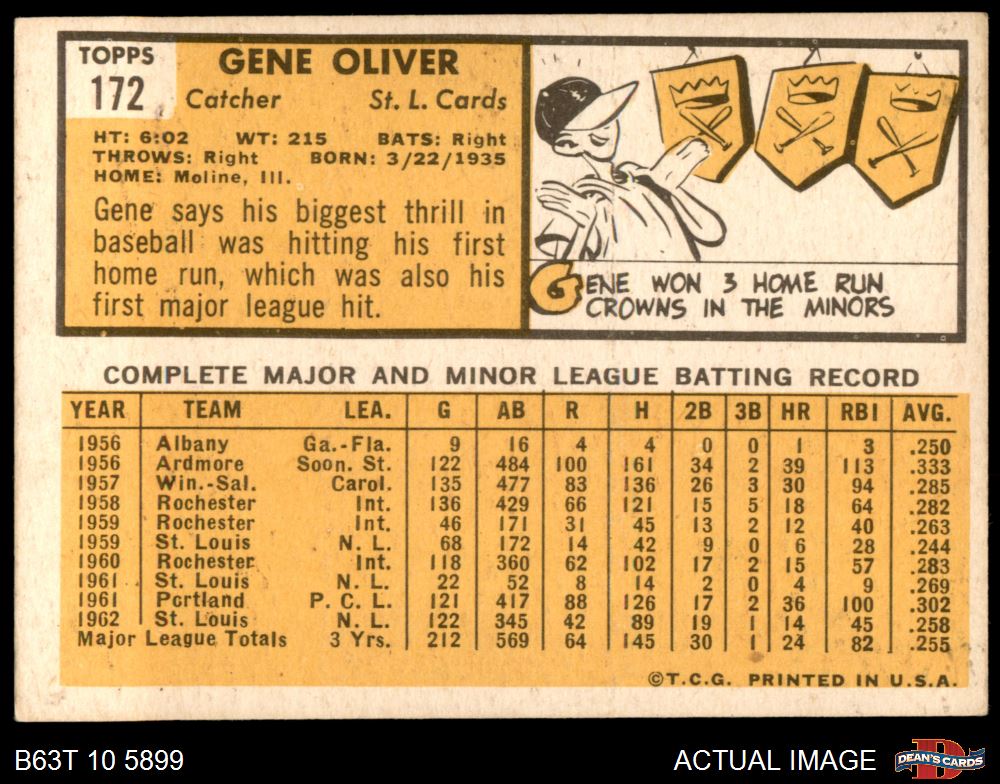 TOPPS
172
GENE OLIVER
Catcher St. L. Cards
HT: 6:02 WT: 215 BATS: Right
THROWS: Right BORN: 3/22/1935
HOME: Moline, Ill.
Gene says his biggest thrill in
baseball was hitting his first
home run, which was also his
first major league hit.
GENE WON 3 HOME RUN
CROWNS IN THE MINORS
COMPLETE MAJOR AND MINOR LEAGUE BATTING RECORD
YEAR TEAM LEA. G AB R H 2B 3B HR RBI AVG.
1956 Albany Ga.-Fla. 9 16 4 4 0 0 1 3 .250
1956 Ardmore Soon. St. 122 484 100 161 34 2 39 113 .333
1957 Win.-Sal. Carol. 135 477 83 136 26 3 30 94 .285
1958 Rochester Int. 136 429 66 121 15 5 18 64 .282
1959 Rochester Int. 46 171 31 45 13 2 12 40 .263
1959 St. Louis N. L. 68 172 14 42 9 0 6 28 .244
1960 Rochester Int. 118 360 62 102 17 2 15 57 .283
1961 St. Louis N. L. 22 52 8 14 2 0 4 9 .269
1961 Portland P. C. L. 121 417 88 126 17 2 36 100 .302
1962 St. Louis N. L. 122 345 42 89 19 1 14 45 .258
Major League Totals 3 Yrs. 212 569 64 145 30 1 24 82 .255
©T.C.G. PRINTED IN U.S.A.
B63T 10 5899 ACTUAL IMAGE DEAN'S CARDS